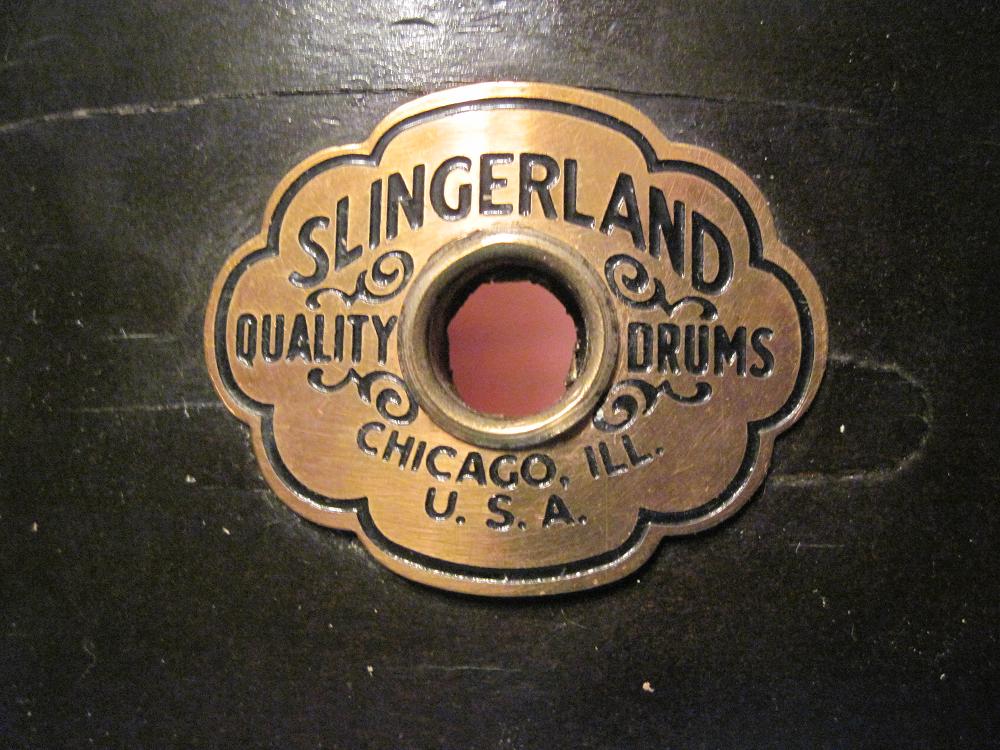 SLINGERLAND
QUALITY DRUMS
CHICAGO, ILL.
U. S. A.